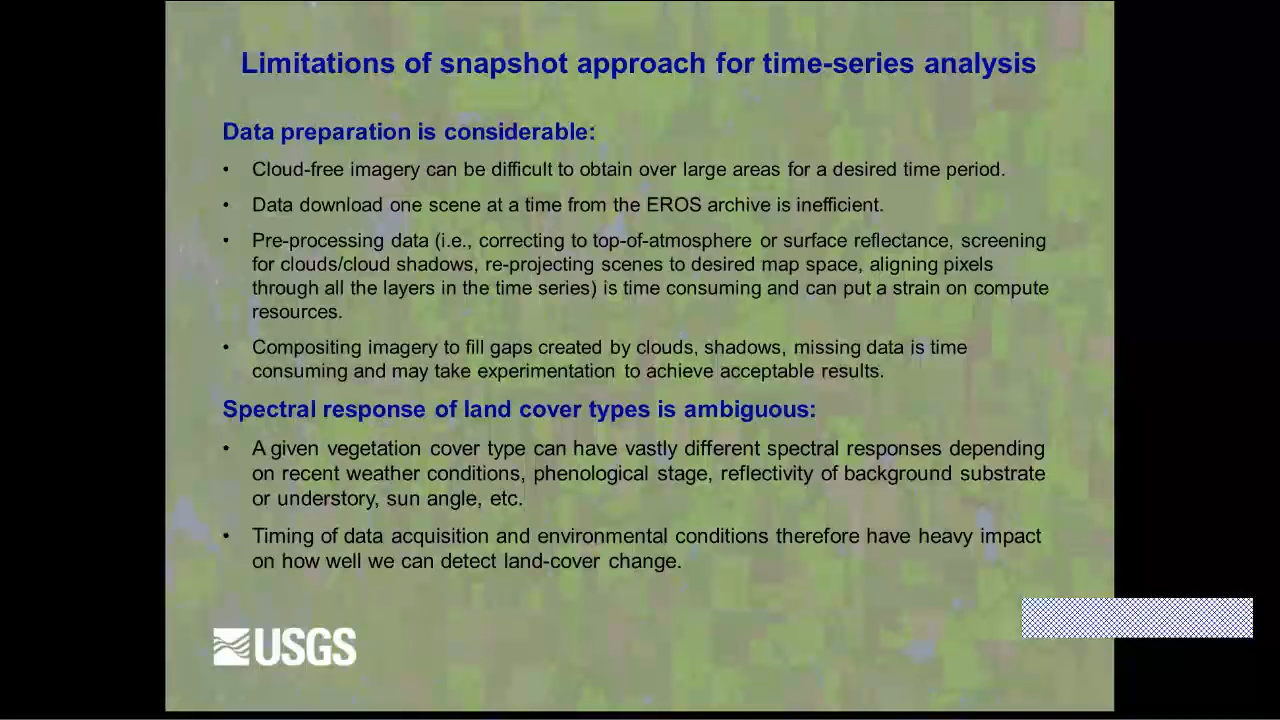 Limitations of snapshot approach for time-series analysis
Data preparation is considerable:
• Cloud-free imagery can be difficult to obtain over large areas for a desired time period.
• Data download one scene at a time from the EROS archive is inefficient.
• Pre-processing data (i.e., correcting to top-of-atmosphere or surface reflectance, screening
for clouds/cloud shadows, re-projecting scenes to desired map space, aligning pixels
through all the layers in the time series) is time consuming and can put a strain on compute
resources.
• Compositing imagery to fill gaps created by clouds, shadows, missing data is time
consuming and may take experimentation to achieve acceptable results.
Spectral response of land cover types is ambiguous:
• A given vegetation cover type can have vastly different spectral responses depending
on recent weather conditions, phenological stage, reflectivity of background substrate
or understory, sun angle, etc.
• Timing of data acquisition and environmental conditions therefore have heavy impact
on how well we can detect land-cover change.
USGS